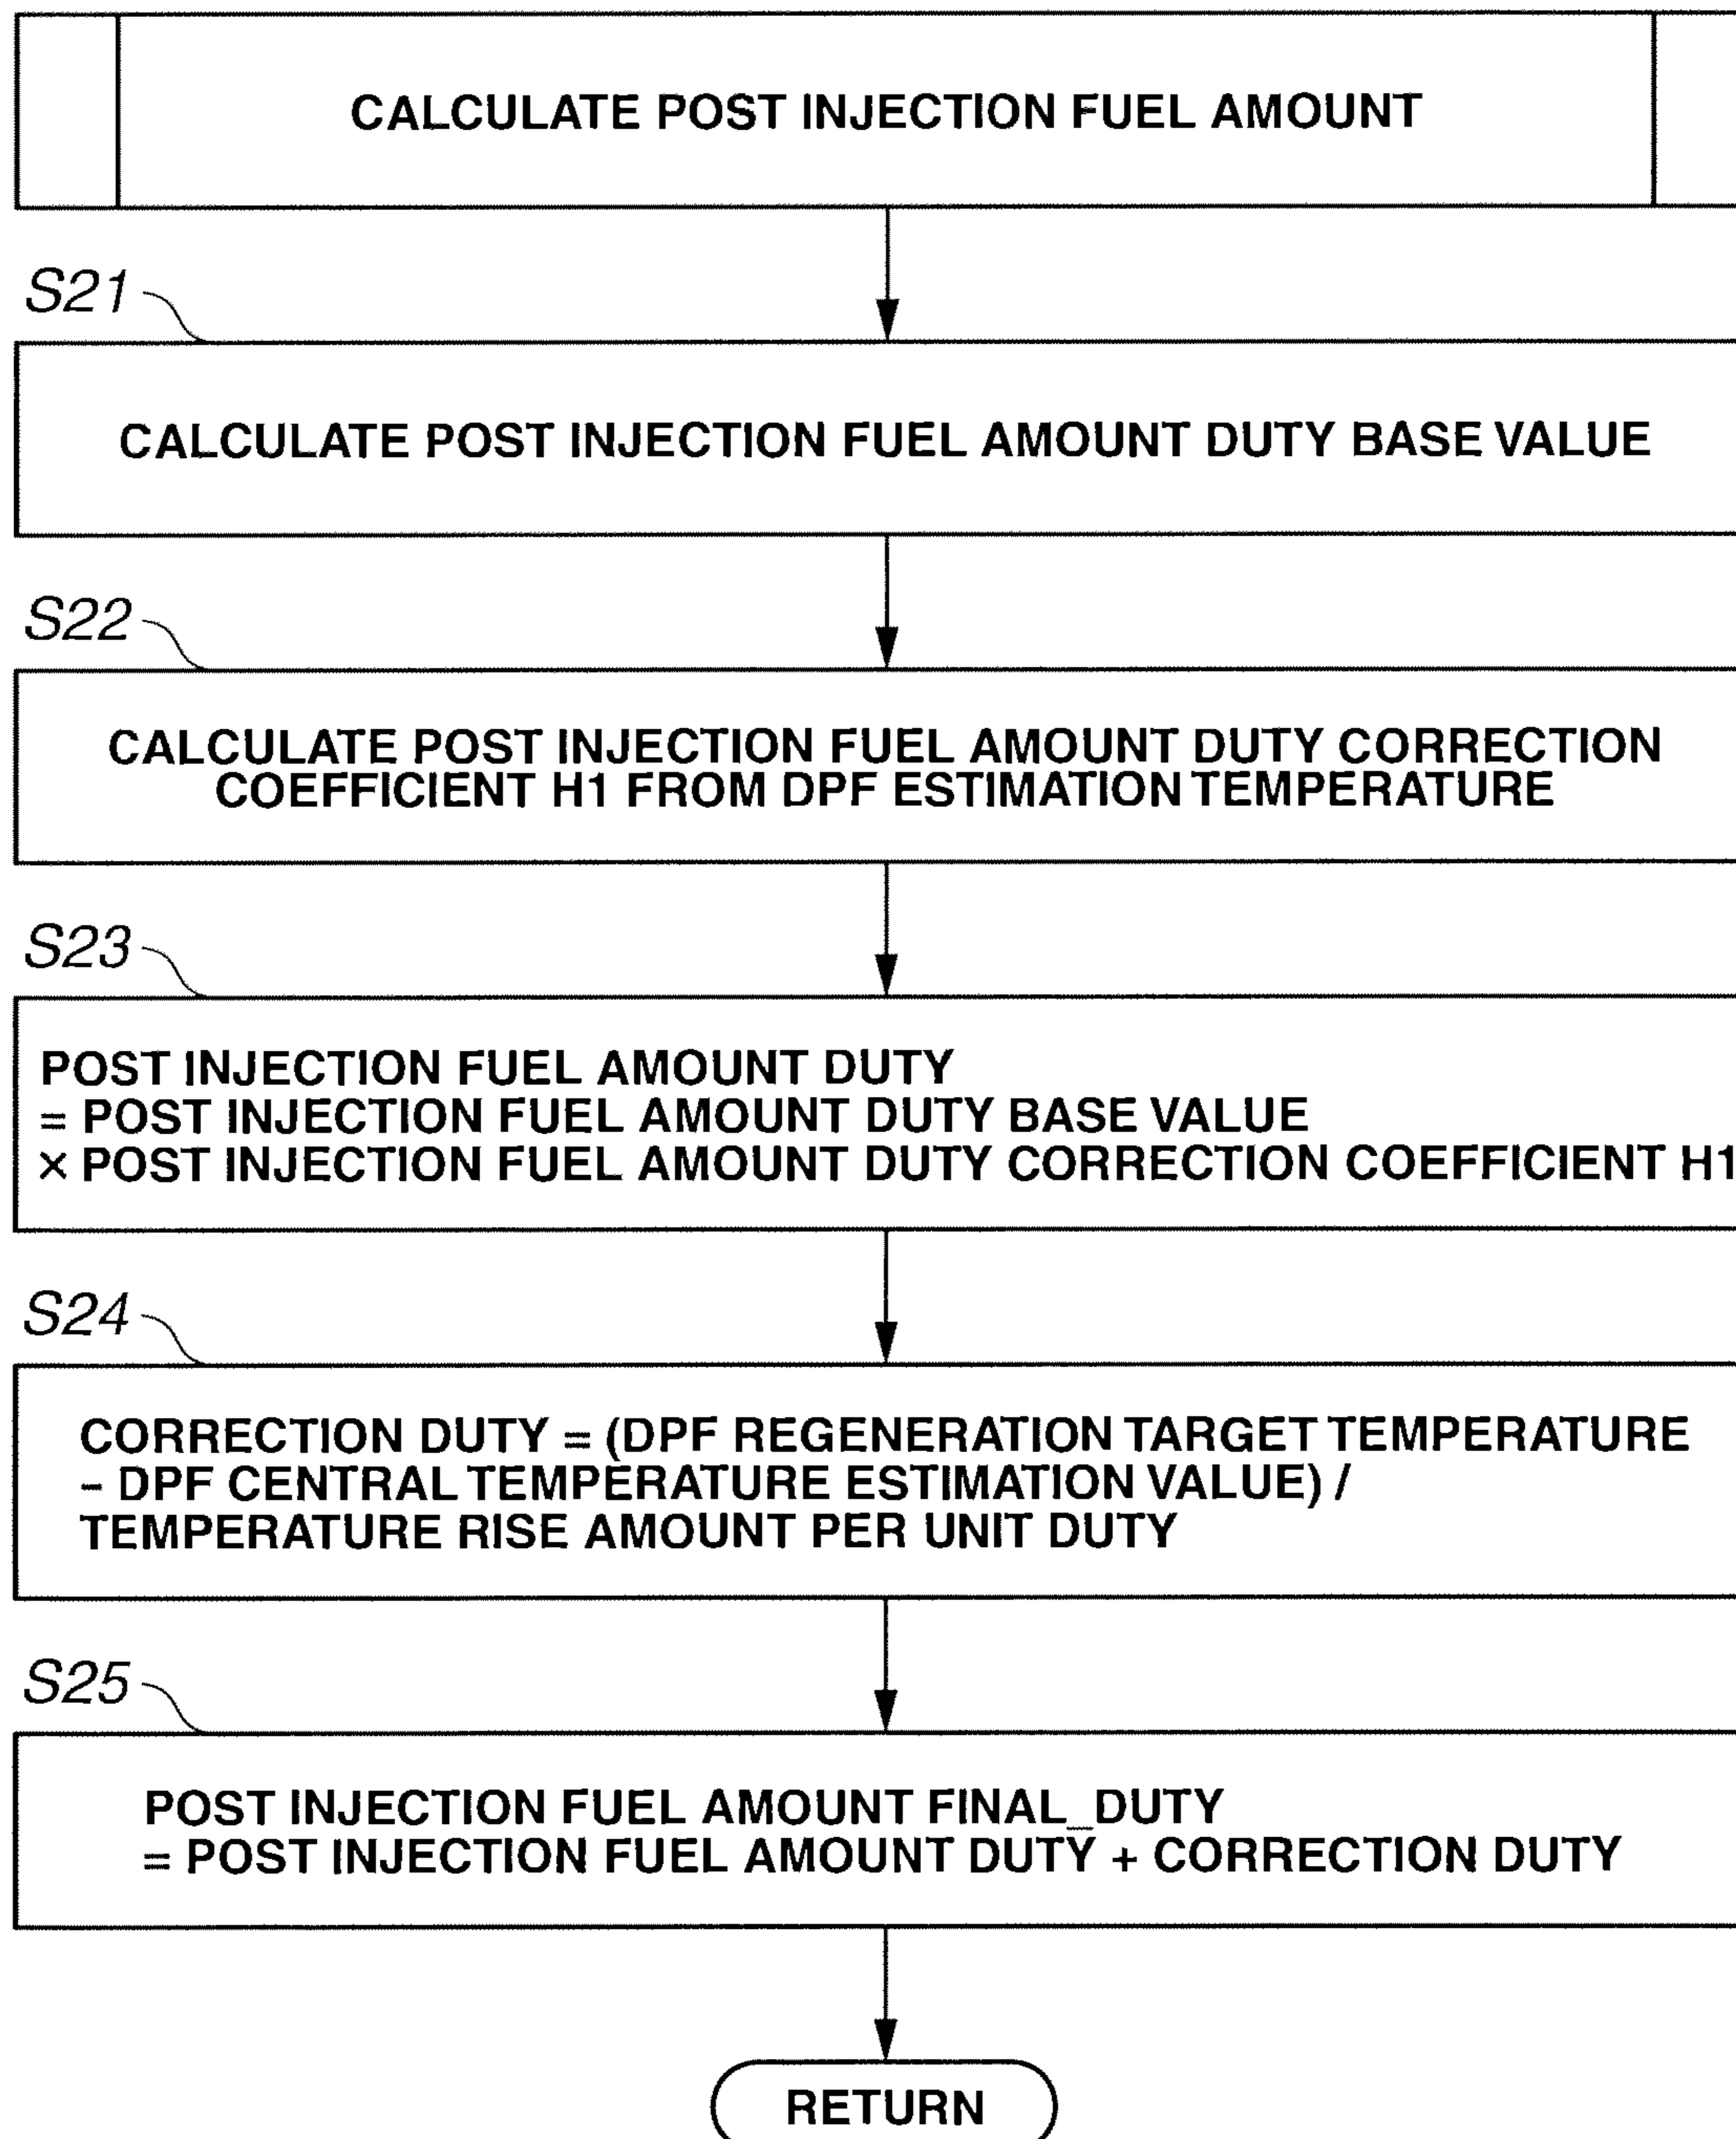 CALCULATE POST INJECTION FUEL AMOUNT
S21
CALCULATE POST INJECTION FUEL AMOUNT DUTY BASE VALUE
S22
CALCULATE POST INJECTION FUEL AMOUNT DUTY CORRECTION
COEFFICIENT H1 FROM DPF ESTIMATION TEMPERATURE
S23
POST INJECTION FUEL AMOUNT DUTY
= POST INJECTION FUEL AMOUNT DUTY BASE VALUE
× POST INJECTION FUEL AMOUNT DUTY CORRECTION COEFFICIENT H1
S24
CORRECTION DUTY = (DPF REGENERATION TARGET TEMPERATURE
– DPF CENTRAL TEMPERATURE ESTIMATION VALUE) /
TEMPERATURE RISE AMOUNT PER UNIT DUTY
S25
POST INJECTION FUEL AMOUNT FINAL_DUTY
= POST INJECTION FUEL AMOUNT DUTY + CORRECTION DUTY
RETURN